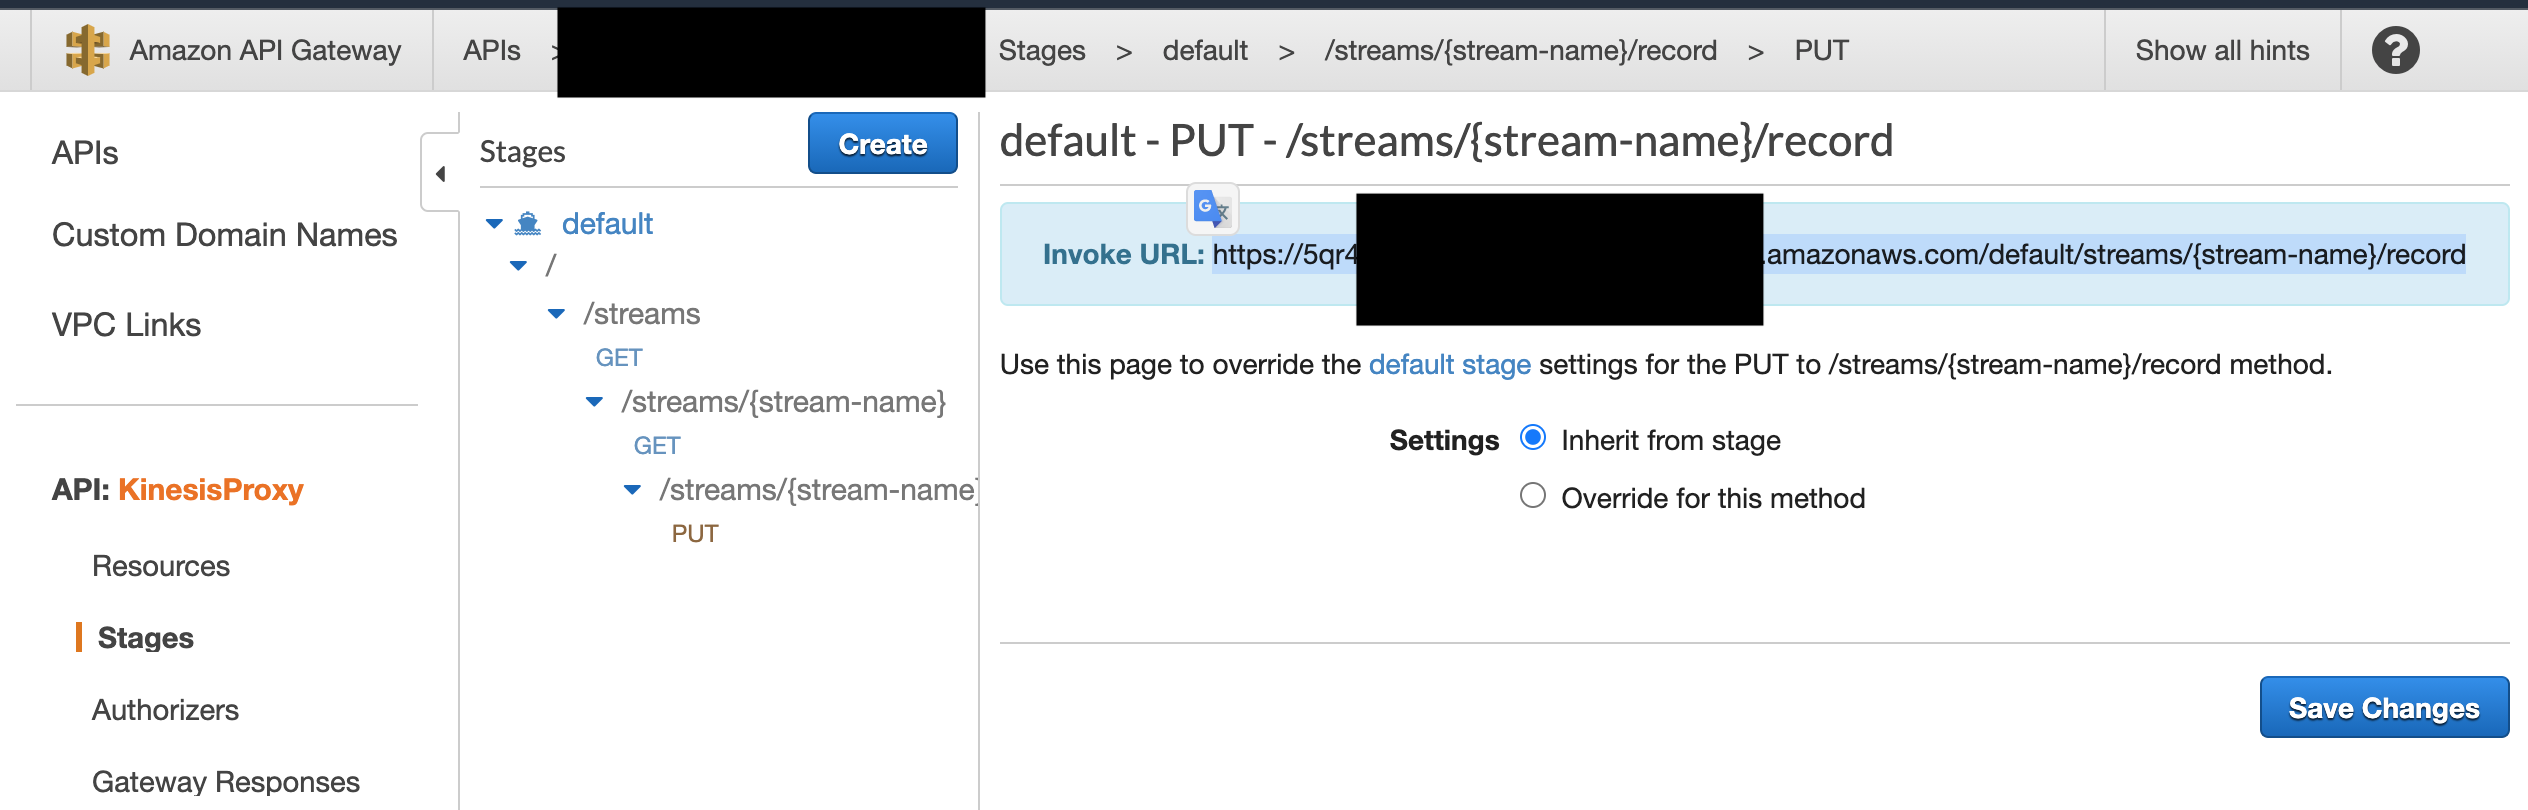 Amazon API Gateway APIs > Stages > default > /streams/{stream-name}/record > PUT Show all hints ?
APIs
Custom Domain Names
VPC Links
API: KinesisProxy
Resources
Stages
Authorizers
Gateway Responses
Stages Create
default
/
/streams
GET
/streams/{stream-name}
GET
/streams/{stream-name}
PUT
default - PUT - /streams/{stream-name}/record
G 文
Invoke URL: https://5qr4 .amazonaws.com/default/streams/{stream-name}/record
Use this page to override the default stage settings for the PUT to /streams/{stream-name}/record method.
Settings Inherit from stage
Override for this method
Save Changes